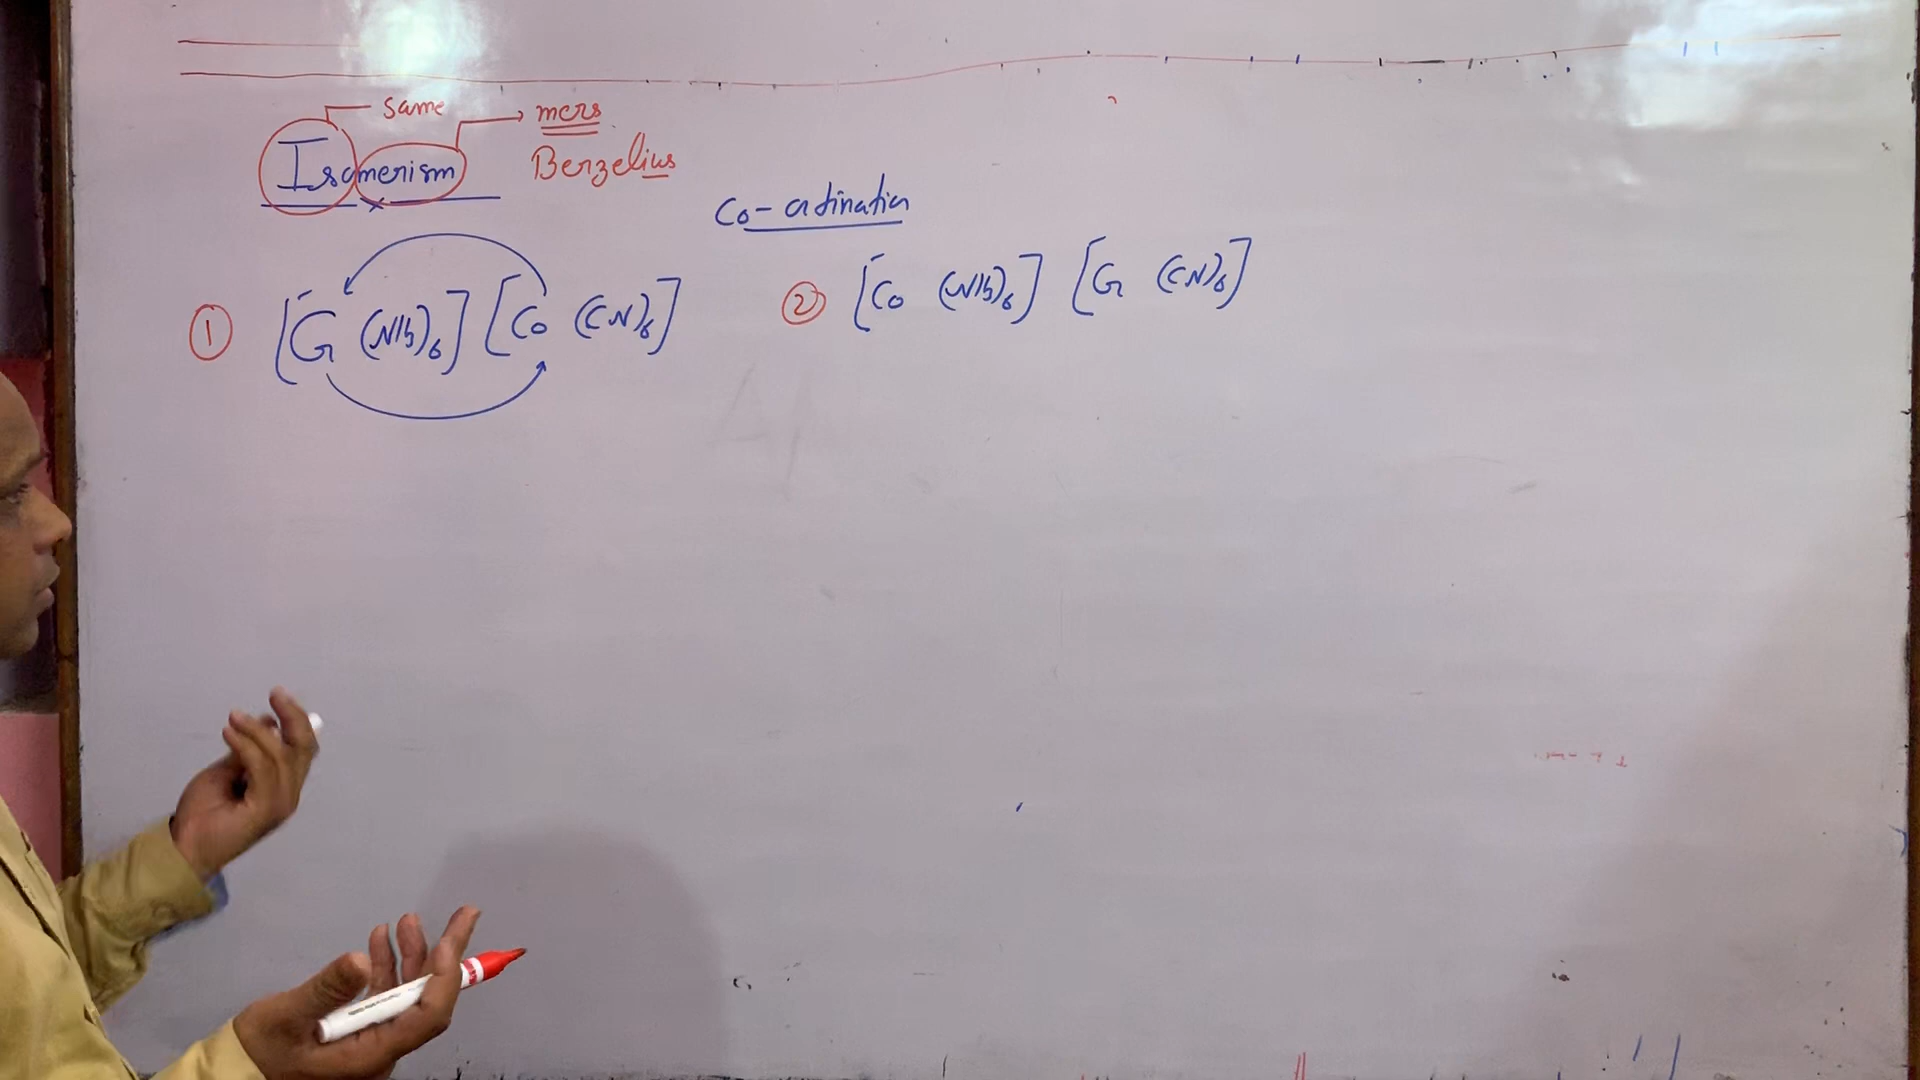 same
mers
Isomerism
Berzelius
Co-ordination
① [Cr (NH3)6] [Co (CN)6]
② [Co (NH3)6] [Cr (CN)6]